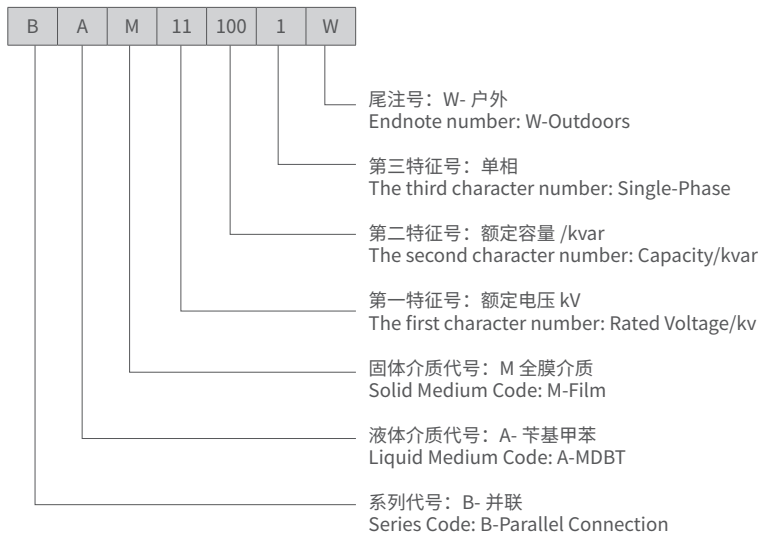 B A M 11 100 1 W
尾注号：W- 户外
Endnote number: W-Outdoors
第三特征号：单相
The third character number: Single-Phase
第二特征号：额定容量 /kvar
The second character number: Capacity/kvar
第一特征号：额定电压 kV
The first character number: Rated Voltage/kv
固体介质代号：M 全膜介质
Solid Medium Code: M-Film
液体介质代号：A- 苄基甲苯
Liquid Medium Code: A-MDBT
系列代号：B- 并联
Series Code: B-Parallel Connection